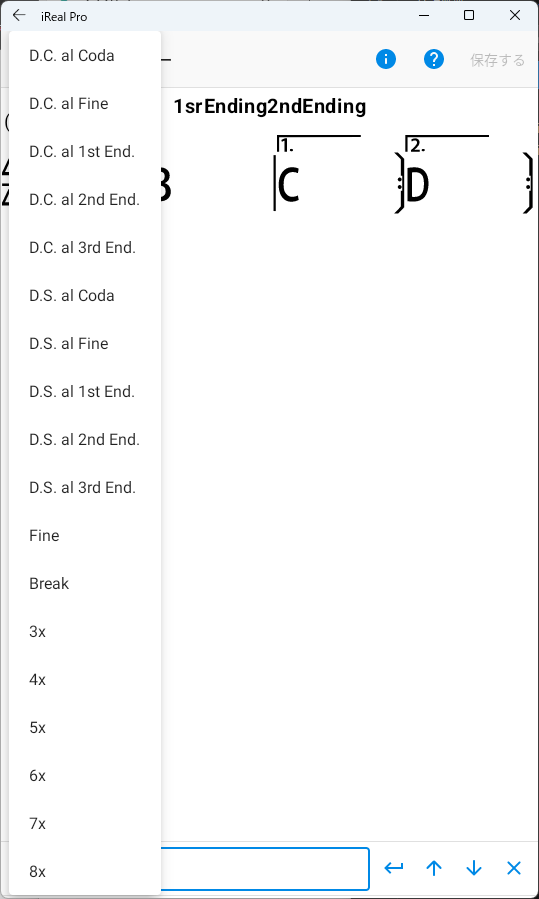 iReal Pro
保存する
1srEnding2ndEnding
(
B
1.
C
2.
D
D.C. al Coda
D.C. al Fine
D.C. al 1st End.
D.C. al 2nd End.
D.C. al 3rd End.
D.S. al Coda
D.S. al Fine
D.S. al 1st End.
D.S. al 2nd End.
D.S. al 3rd End.
Fine
Break
3x
4x
5x
6x
7x
8x